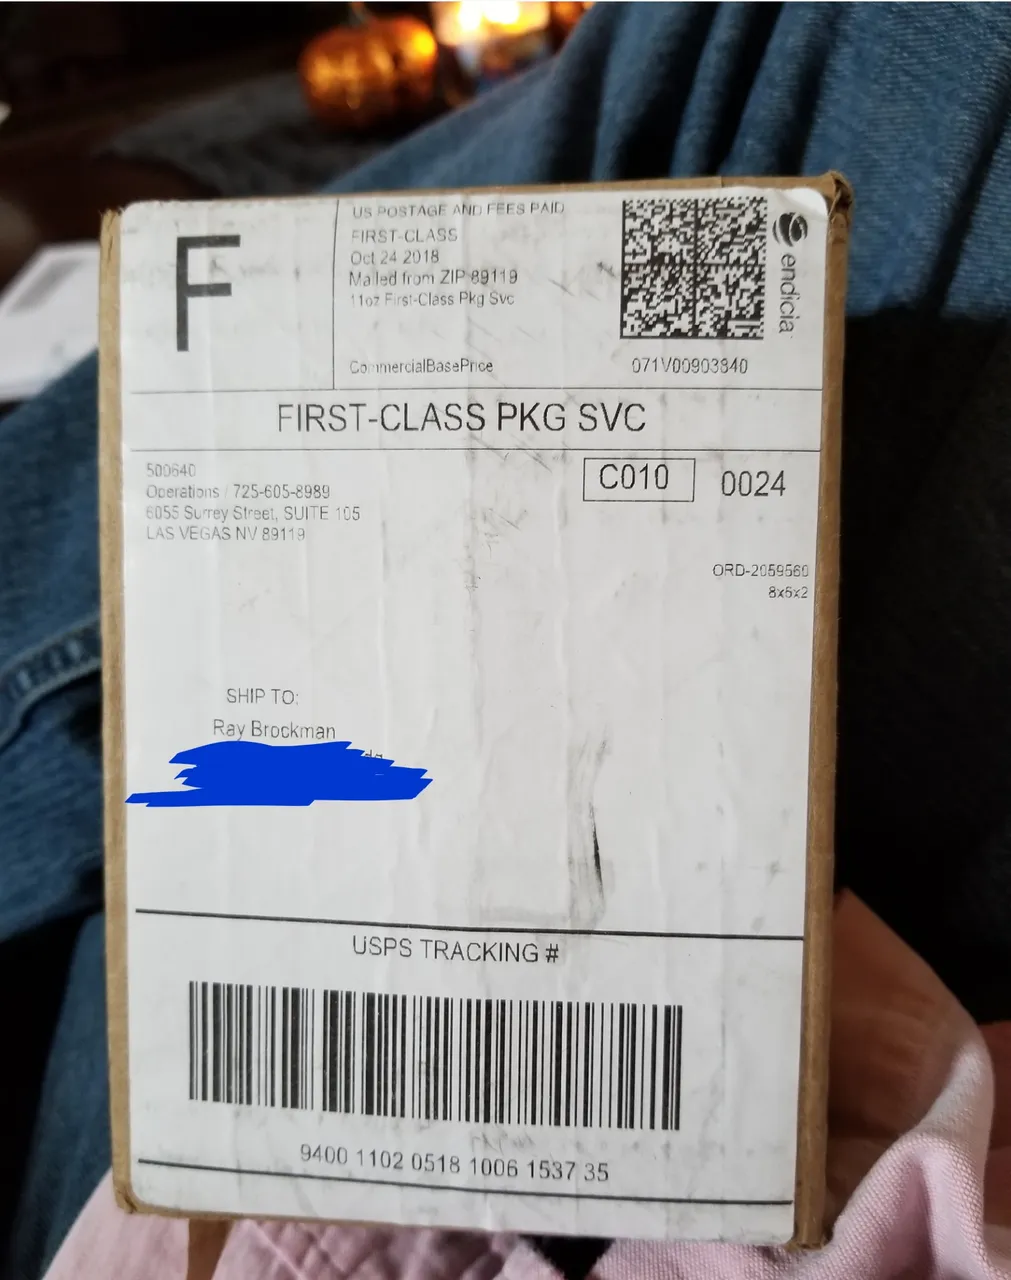 F
US POSTAGE AND FEES PAID
FIRST-CLASS
Oct 24 2018
Mailed from ZIP 89119
11oz First-Class Pkg Svc
CommercialBasePrice
071V00903840
endicia
FIRST-CLASS PKG SVC
500640
Operations / 725-605-8989
6055 Surrey Street, SUITE 105
LAS VEGAS NV 89119
C010
0024
ORD-2059560
8x6x2
SHIP TO:
Ray Brockman
USPS TRACKING #
9400 1102 0518 1006 1537 35